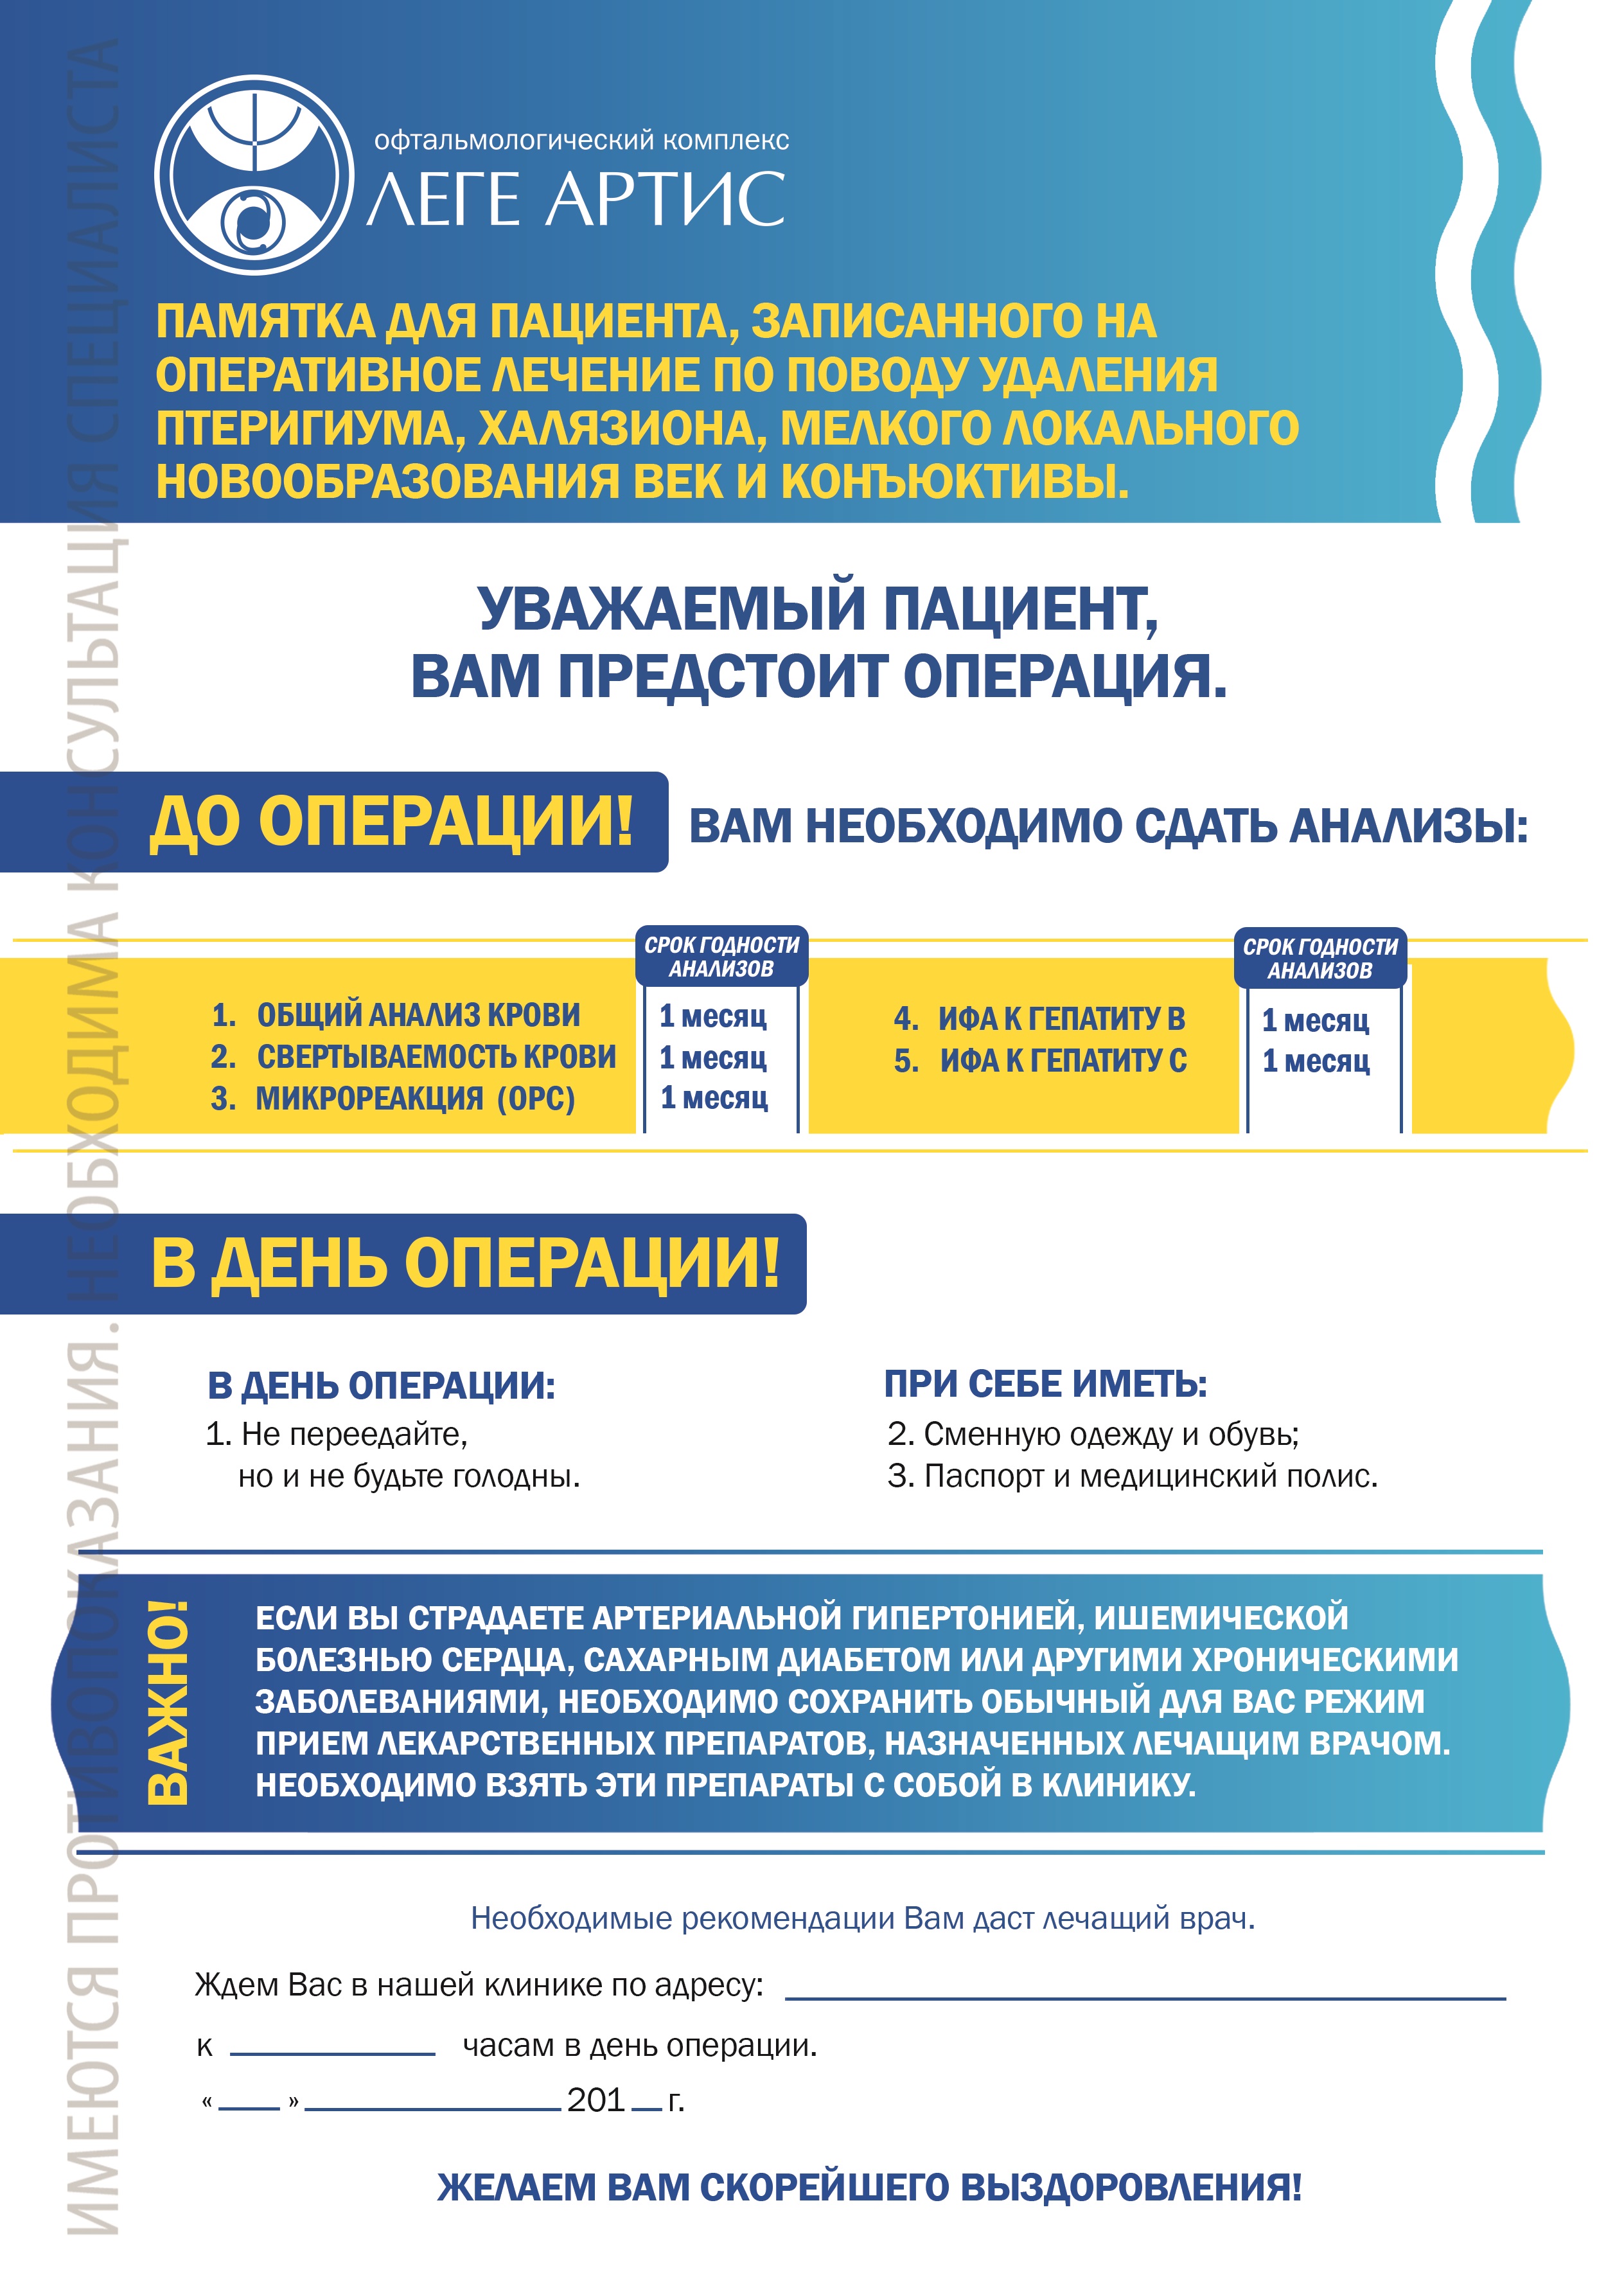 офтальмологический комплекс
ЛЕГЕ АРТИС
ПАМЯТКА ДЛЯ ПАЦИЕНТА, ЗАПИСАННОГО НА
ОПЕРАТИВНОЕ ЛЕЧЕНИЕ ПО ПОВОДУ УДАЛЕНИЯ
ПТЕРИГИУМА, ХАЛЯЗИОНА, МЕЛКОГО ЛОКАЛЬНОГО
НОВООБРАЗОВАНИЯ ВЕК И КОНЪЮКТИВЫ.
УВАЖАЕМЫЙ ПАЦИЕНТ,
ВАМ ПРЕДСТОИТ ОПЕРАЦИЯ.
ДО ОПЕРАЦИИ! ВАМ НЕОБХОДИМО СДАТЬ АНАЛИЗЫ:
СРОК ГОДНОСТИ
АНАЛИЗОВ
1. ОБЩИЙ АНАЛИЗ КРОВИ 1 месяц
2. СВЕРТЫВАЕМОСТЬ КРОВИ 1 месяц
3. МИКРОРЕАКЦИЯ (ОРС) 1 месяц
СРОК ГОДНОСТИ
АНАЛИЗОВ
4. ИФА К ГЕПАТИТУ В 1 месяц
5. ИФА К ГЕПАТИТУ С 1 месяц
В ДЕНЬ ОПЕРАЦИИ!
В ДЕНЬ ОПЕРАЦИИ:
1. Не переедайте,
но и не будьте голодны.
ПРИ СЕБЕ ИМЕТЬ:
2. Сменную одежду и обувь;
3. Паспорт и медицинский полис.
ВАЖНО!
ЕСЛИ ВЫ СТРАДАЕТЕ АРТЕРИАЛЬНОЙ ГИПЕРТОНИЕЙ, ИШЕМИЧЕСКОЙ
БОЛЕЗНЬЮ СЕРДЦА, САХАРНЫМ ДИАБЕТОМ ИЛИ ДРУГИМИ ХРОНИЧЕСКИМИ
ЗАБОЛЕВАНИЯМИ, НЕОБХОДИМО СОХРАНИТЬ ОБЫЧНЫЙ ДЛЯ ВАС РЕЖИМ
ПРИЕМ ЛЕКАРСТВЕННЫХ ПРЕПАРАТОВ, НАЗНАЧЕННЫХ ЛЕЧАЩИМ ВРАЧОМ.
НЕОБХОДИМО ВЗЯТЬ ЭТИ ПРЕПАРАТЫ С СОБОЙ В КЛИНИКУ.
Необходимые рекомендации Вам даст лечащий врач.
Ждем Вас в нашей клинике по адресу:
к часам в день операции.
« » 201 г.
ЖЕЛАЕМ ВАМ СКОРЕЙШЕГО ВЫЗДОРОВЛЕНИЯ!
ИМЕЮТСЯ ПРОТИВОПОКАЗАНИЯ. НЕОБХОДИМА КОНСУЛЬТАЦИЯ СПЕЦИАЛИСТА